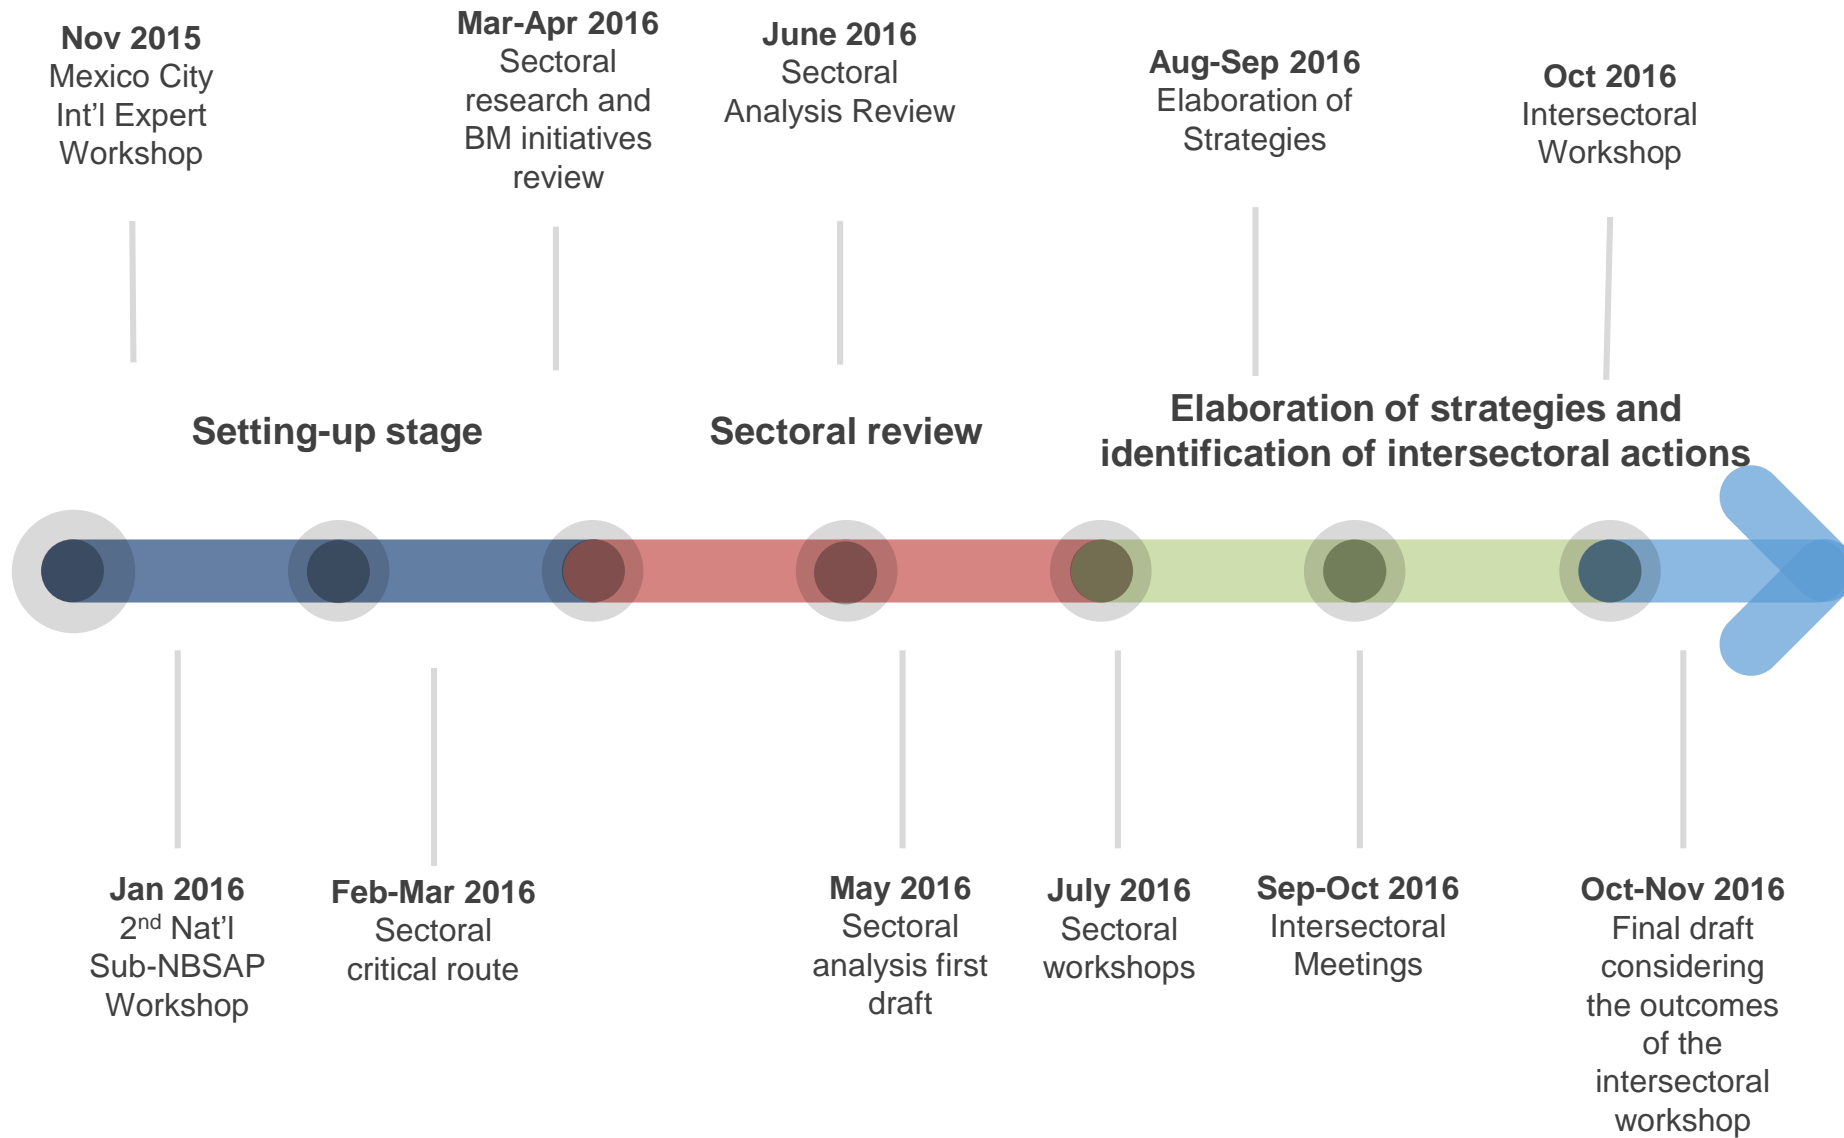 Nov 2015
Mexico City
Int’l Expert
Workshop
Mar-Apr 2016
Sectoral
research and
BM initiatives
review
June 2016
Sectoral
Analysis Review
Aug-Sep 2016
Elaboration of
Strategies
Oct 2016
Intersectoral
Workshop
Setting-up stage
Sectoral review
Elaboration of strategies and
identification of intersectoral actions
Jan 2016
2nd Nat’l
Sub-NBSAP
Workshop
Feb-Mar 2016
Sectoral
critical route
May 2016
Sectoral
analysis first
draft
July 2016
Sectoral
workshops
Sep-Oct 2016
Intersectoral
Meetings
Oct-Nov 2016
Final draft
considering
the outcomes
of the
intersectoral
workshop